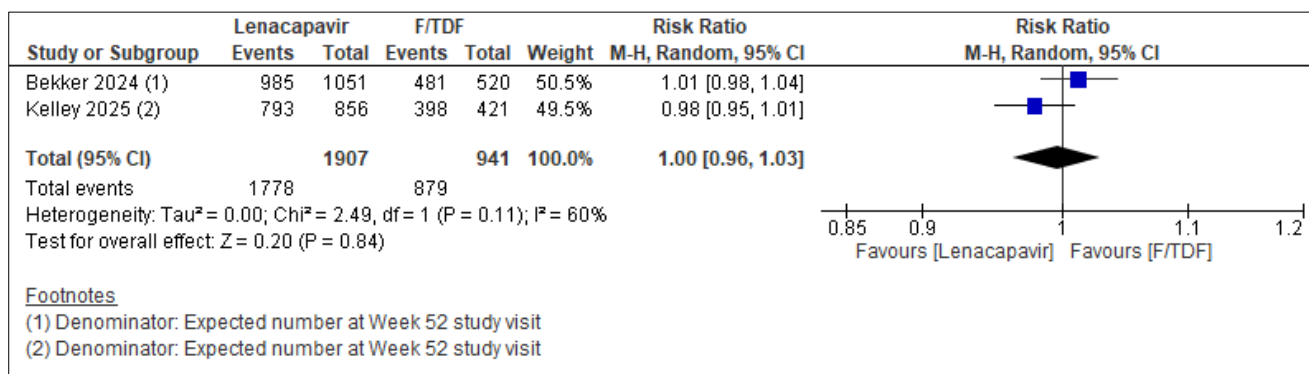 Lenacapavir F/TDF Risk Ratio Risk Ratio
Study or Subgroup Events Total Events Total Weight M-H, Random, 95% CI M-H, Random, 95% CI
Bekker 2024 (1) 985 1051 481 520 50.5% 1.01 [0.98, 1.04]
Kelley 2025 (2) 793 856 398 421 49.5% 0.98 [0.95, 1.01]
Total (95% CI) 1907 941 100.0% 1.00 [0.96, 1.03]
Total events 1778 879
Heterogeneity: Tau² = 0.00; Chi² = 2.49, df = 1 (P = 0.11); I² = 60%
Test for overall effect: Z = 0.20 (P = 0.84)
0.85 0.9 1 1.1 1.2
Favours [Lenacapavir] Favours [F/TDF]
Footnotes
(1) Denominator: Expected number at Week 52 study visit
(2) Denominator: Expected number at Week 52 study visit